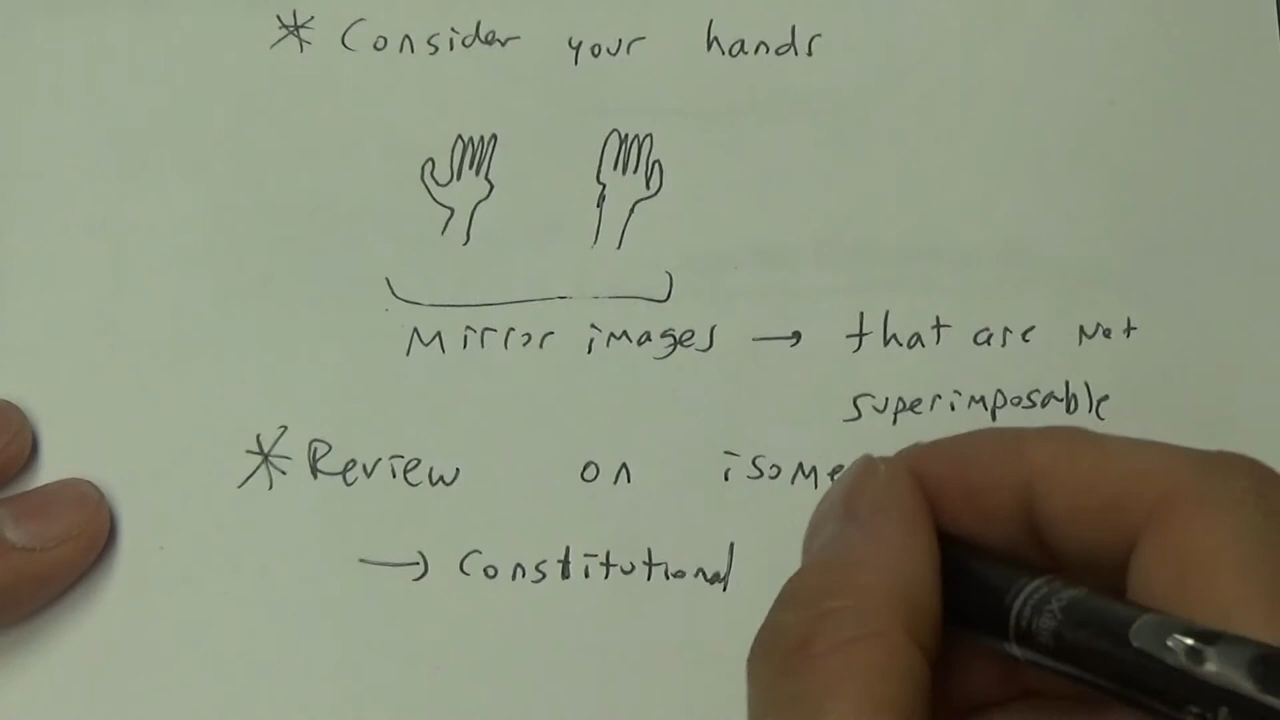 * Consider your hands
Mirror images → that are Not
superimposable
* Review on isome
→ Constitutional